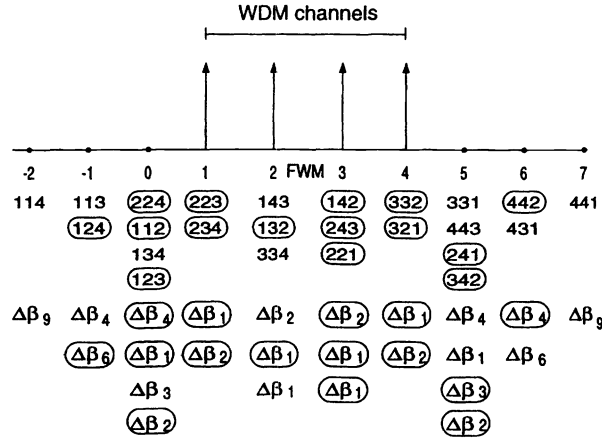 WDM channels
-2 -1 0 1 2 FWM 3 4 5 6 7
114 113 224 223 143 142 332 331 442 441
124 112 234 132 243 321 443 431
134 334 221 241
123 342
Δβ9 Δβ4 Δβ4 Δβ1 Δβ2 Δβ2 Δβ1 Δβ4 Δβ4 Δβ9
Δβ6 Δβ1 Δβ2 Δβ1 Δβ1 Δβ2 Δβ1 Δβ6
Δβ3 Δβ1 Δβ1 Δβ3
Δβ2 Δβ2